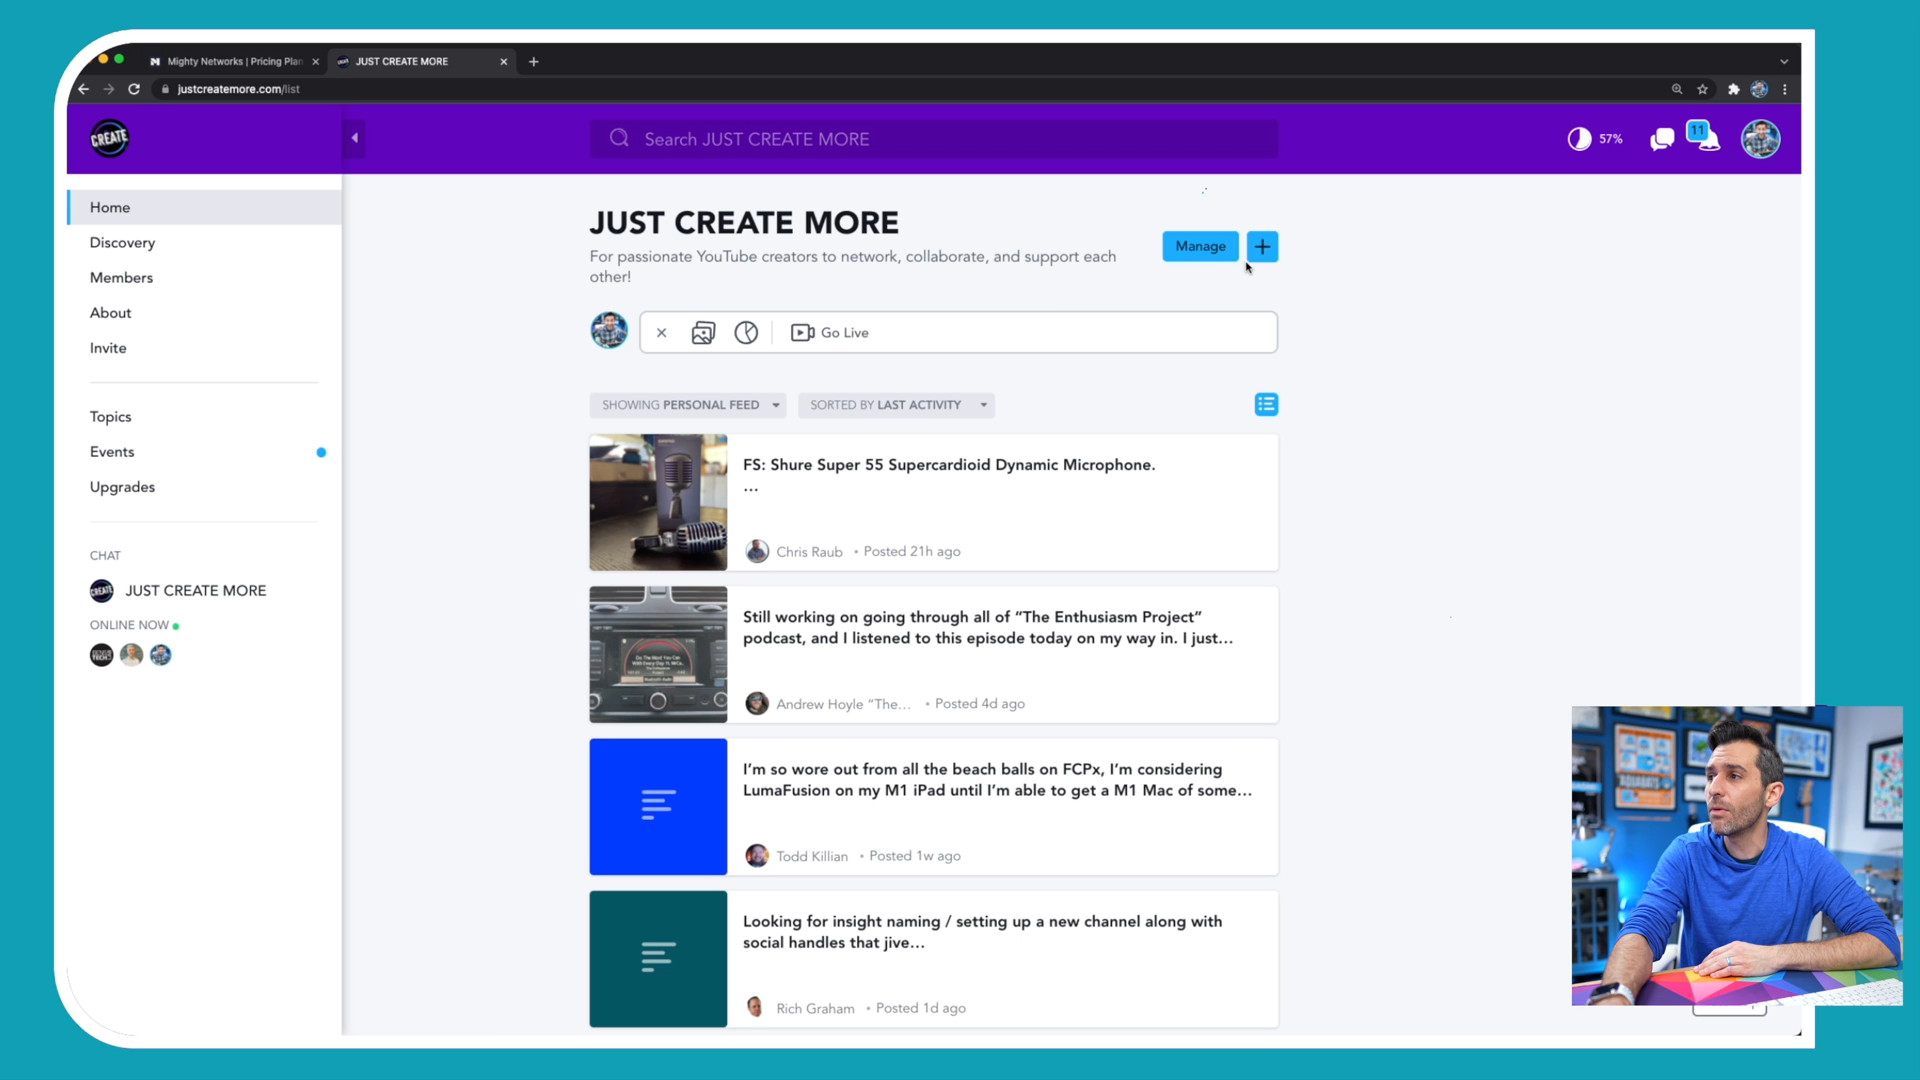 Mighty Networks | Pricing Plan
JUST CREATE MORE
justcreatemore.com/list
CREATE
Search JUST CREATE MORE
57%
11
Home
Discovery
Members
About
Invite
Topics
Events
Upgrades
CHAT
CREATE
JUST CREATE MORE
ONLINE NOW
JUST CREATE MORE
For passionate YouTube creators to network, collaborate, and support each
other!
Manage
Go Live
SHOWING PERSONAL FEED
SORTED BY LAST ACTIVITY
FS: Shure Super 55 Supercardioid Dynamic Microphone.
...
Chris Raub • Posted 21h ago
Still working on going through all of “The Enthusiasm Project”
podcast, and I listened to this episode today on my way in. I just...
Andrew Hoyle “The... • Posted 4d ago
I’m so wore out from all the beach balls on FCPx, I’m considering
LumaFusion on my M1 iPad until I’m able to get a M1 Mac of some...
Todd Killian • Posted 1w ago
Looking for insight naming / setting up a new channel along with
social handles that jive...
Rich Graham • Posted 1d ago
AQUABATS